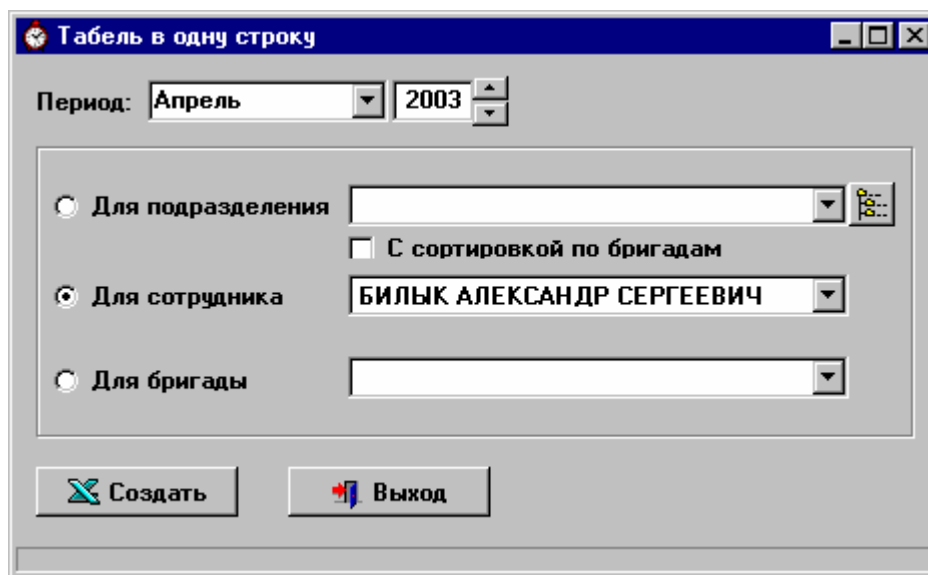 Табель в одну строку
Период: Апрель 2003
Для подразделения
С сортировкой по бригадам
Для сотрудника БИЛЫК АЛЕКСАНДР СЕРГЕЕВИЧ
Для бригады
Создать Выход